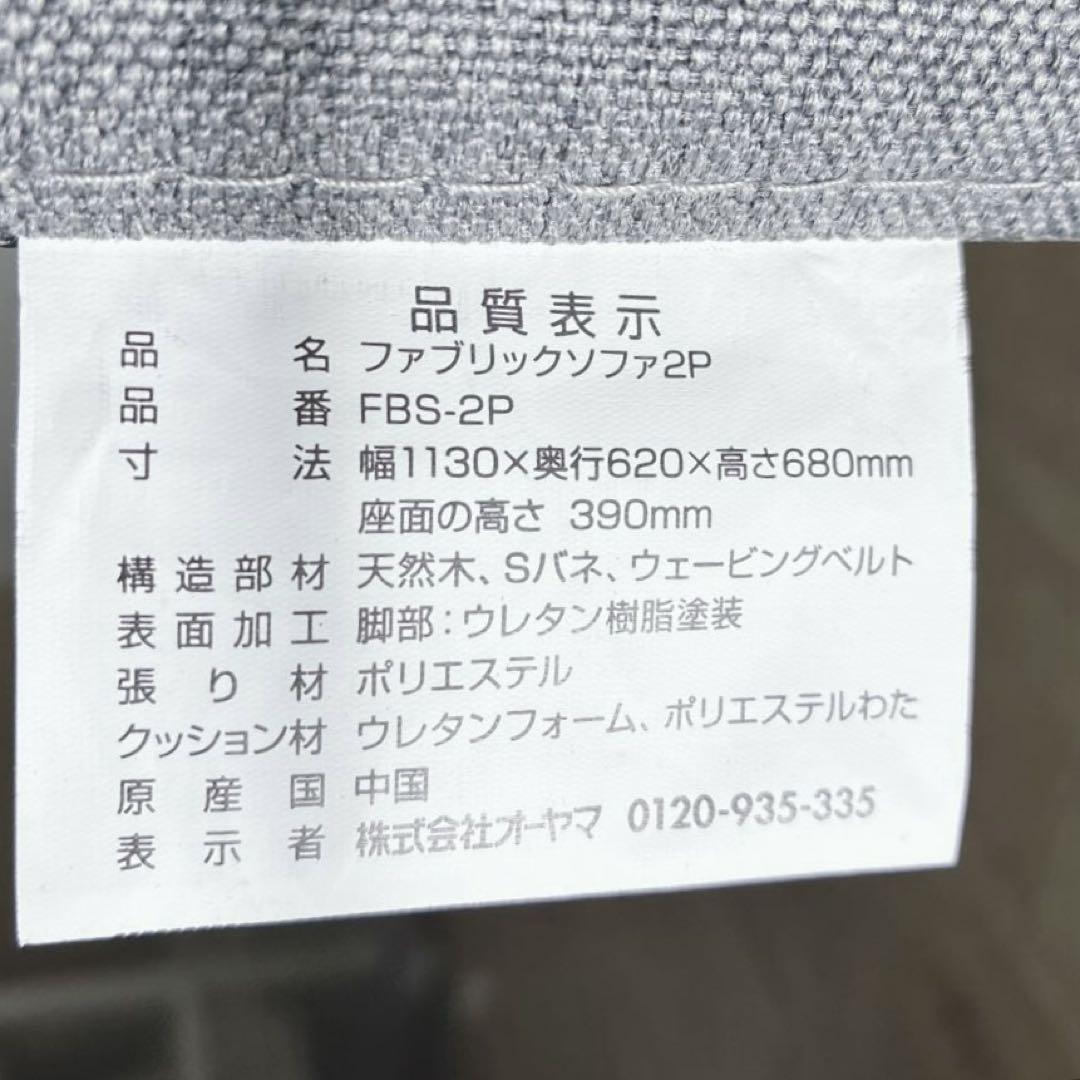 品質表示
品名 ファブリックソファ2P
品番 FBS-2P
寸法 幅1130×奥行620×高さ680mm
座面の高さ 390mm
構造部材 天然木、Sバネ、ウェービングベルト
表面加工 脚部:ウレタン樹脂塗装
張り材 ポリエステル
クッション材 ウレタンフォーム、ポリエステルわた
原産国 中国
表示者 株式会社オーヤマ 0120-935-335